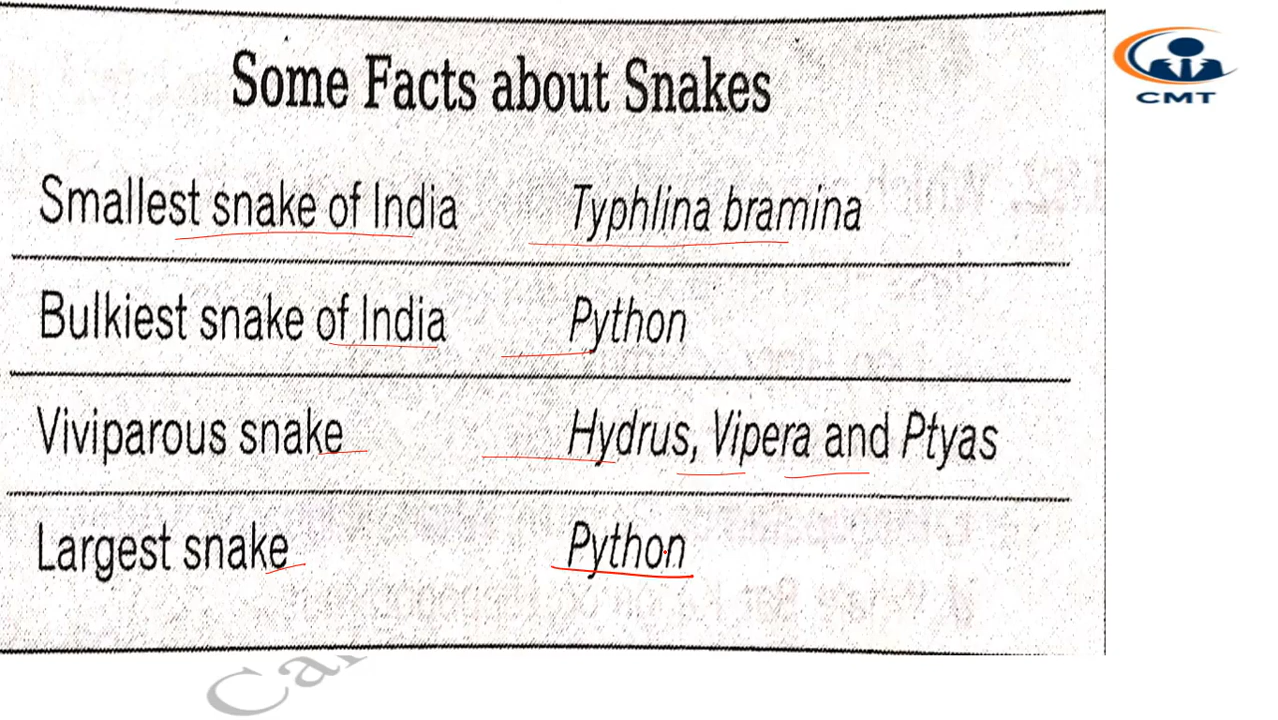 Some Facts about Snakes
CMT
Smallest snake of India Typhlina bramina
Bulkiest snake of India Python
Viviparous snake Hydrus, Vipera and Ptyas
Largest snake Python